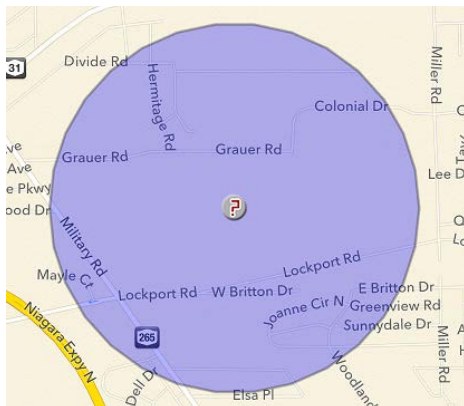 31
Divide Rd
Hermitage Rd
Miller Rd
Colonial Dr
Grauer Rd
Grauer Rd
Ave
Lee D
e Pkwy
ood Dr
?
Military Rd
Lockport Rd
Mayle Ct
Lockport Rd
W Britton Dr
E Britton Dr
Joanne Cir N
Greenview Rd
Sunnydale Dr
Niagara Expy N
265
Miller Rd
Woodland
Dell Dr
Elsa Pl